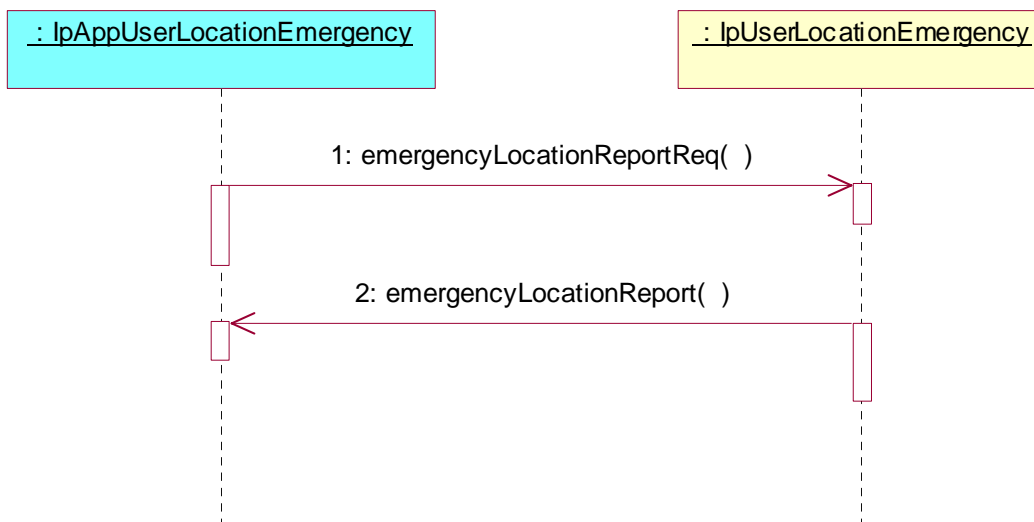 : IpAppUserLocationEmergency
: IpUserLocationEmergency
1: emergencyLocationReportReq( )
2: emergencyLocationReport( )